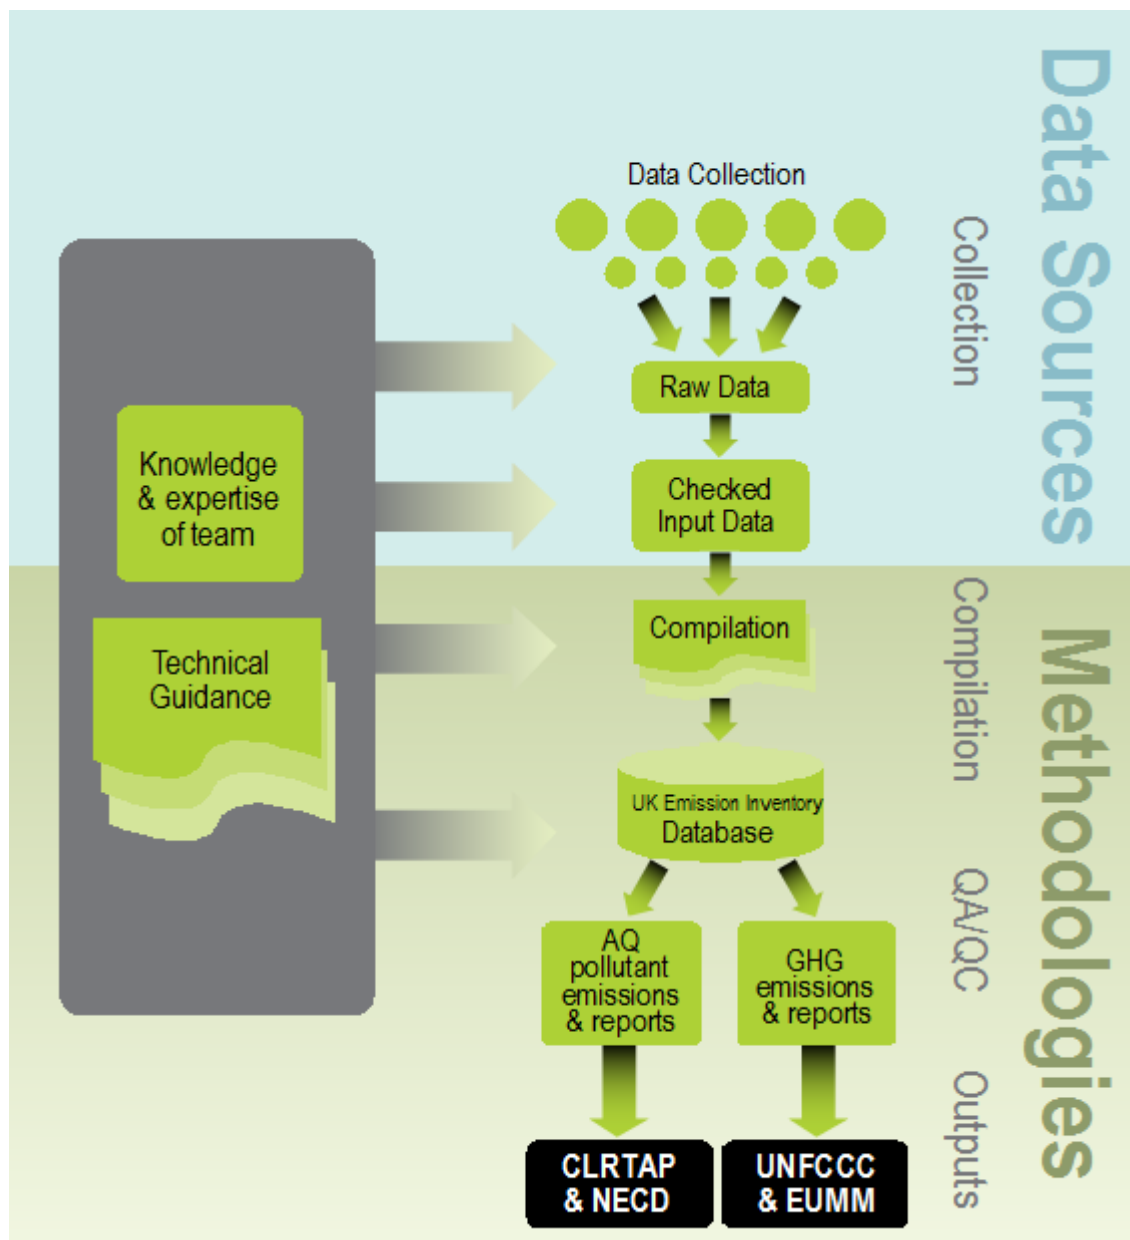 Data Sources
Collection
Data Collection
Raw Data
Knowledge
& expertise
of team
Checked
Input Data
Technical
Guidance
Compilation
Compilation
Methodologies
UK Emission Inventory
Database
QA/QC
AQ
pollutant
emissions
& reports
GHG
emissions
& reports
Outputs
CLRTAP
& NECD
UNFCCC
& EUMM